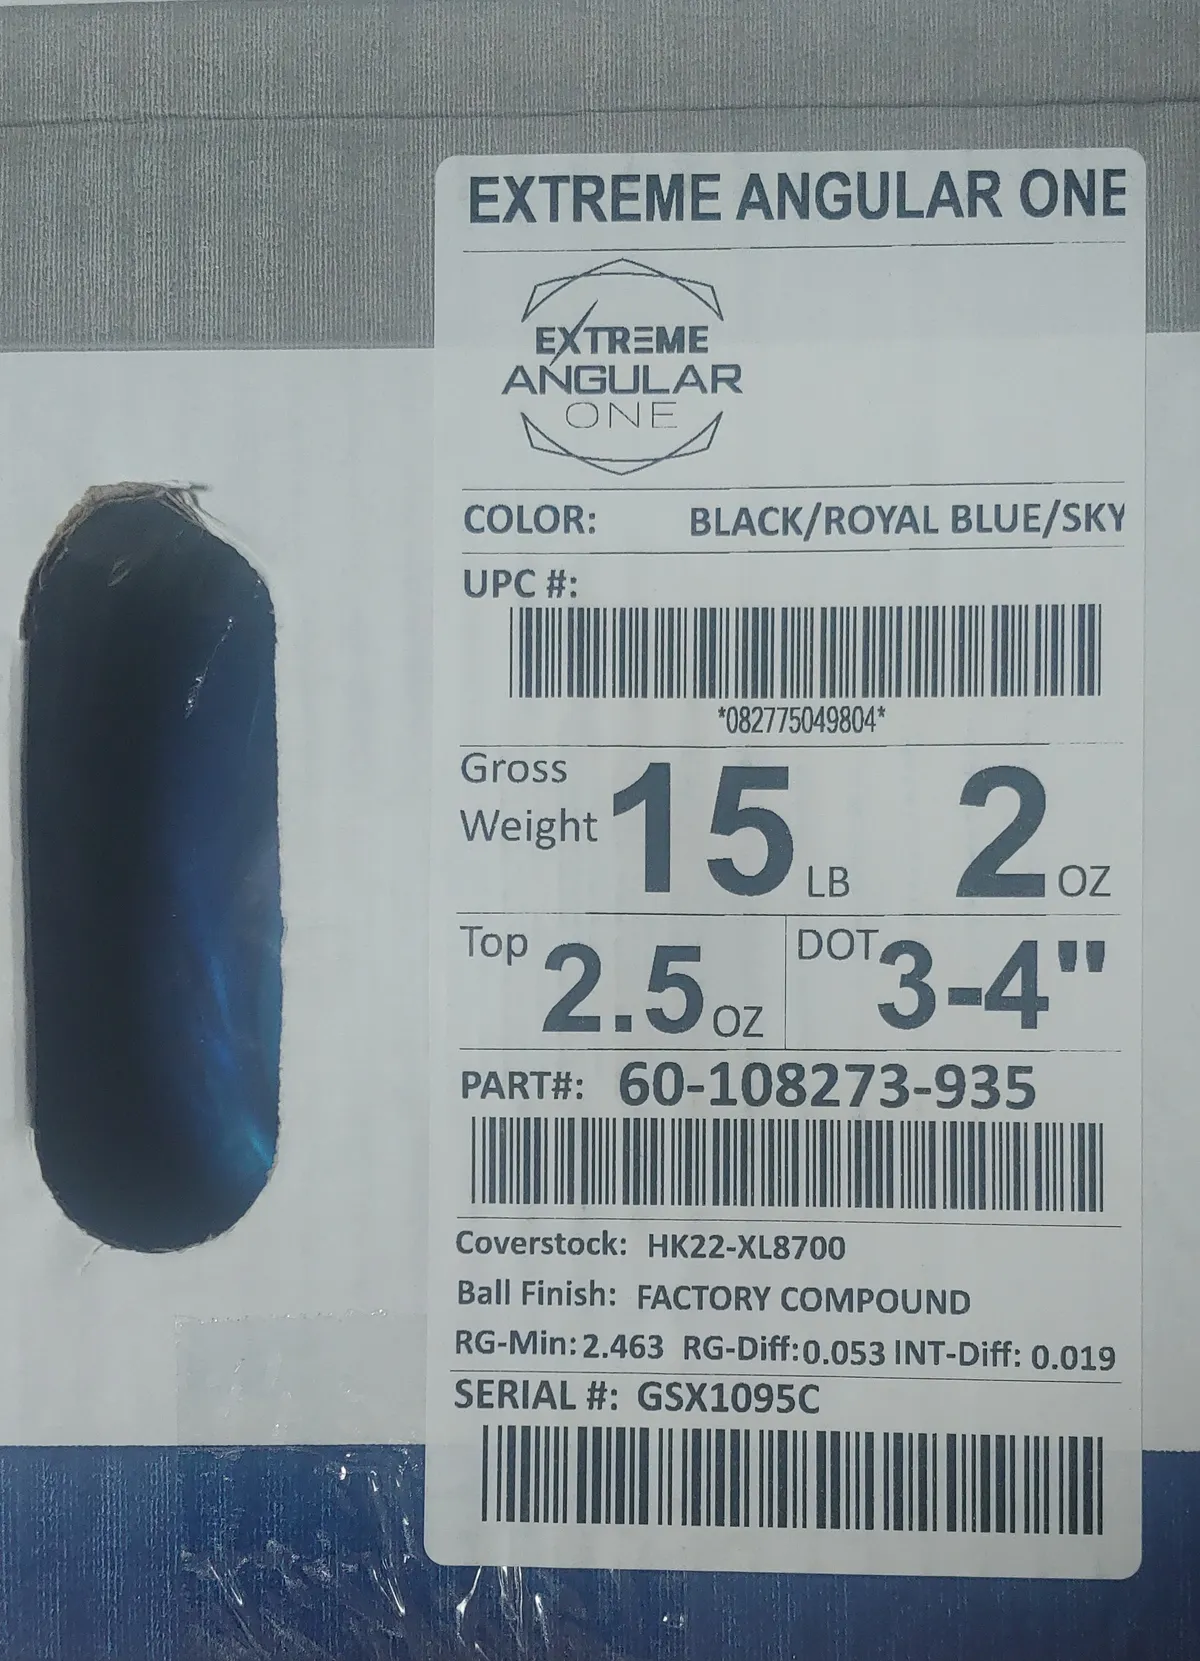 EXTREME ANGULAR ONE
EXTREME
ANGULAR
ONE
COLOR: BLACK/ROYAL BLUE/SKY
UPC #:
*082775049804*
Gross Weight 15 LB 2 OZ
Top 2.5 OZ DOT 3-4"
PART#: 60-108273-935
Coverstock: HK22-XL8700
Ball Finish: FACTORY COMPOUND
RG-Min: 2.463 RG-Diff: 0.053 INT-Diff: 0.019
SERIAL #: GSX1095C